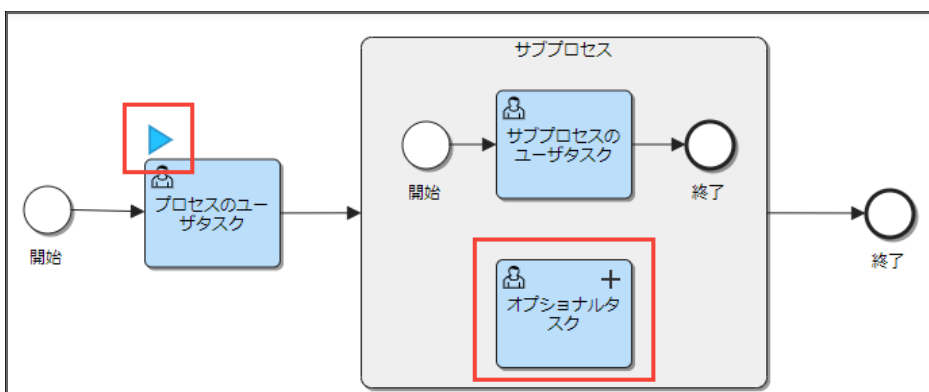 サブプロセス
サブプロセスの
ユーザタスク
開始
終了
プロセスのユー
ザタスク
開始
終了
オプショナルタ
スク